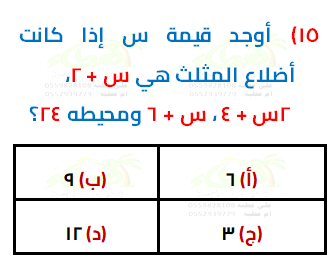 ١٥) أوجد قيمة س إذا كانت
أضلاع المثلث هي س + ٢،
٢س + ٤، س + ٦ ومحيطه ٢٤؟
(أ) ٦
(ب) ٩
(ج) ٣
(د) ١٢